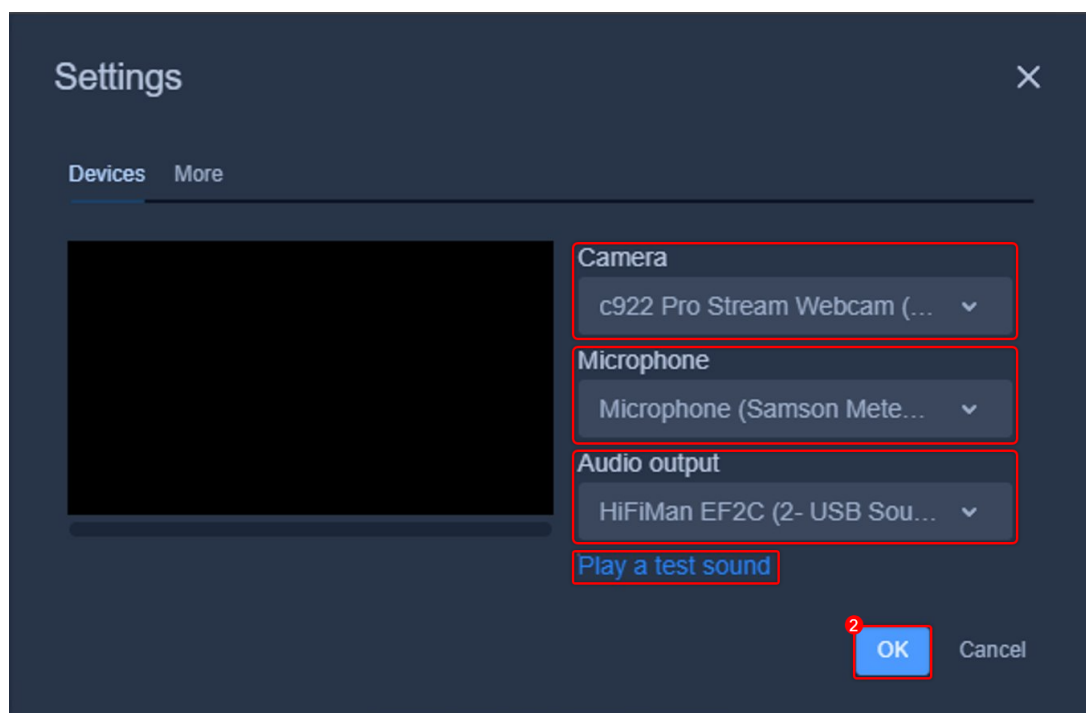 Settings
Devices More
Camera
c922 Pro Stream Webcam (...
Microphone
Microphone (Samson Mete...
Audio output
HiFiMan EF2C (2- USB Sou...
Play a test sound
2
OK Cancel